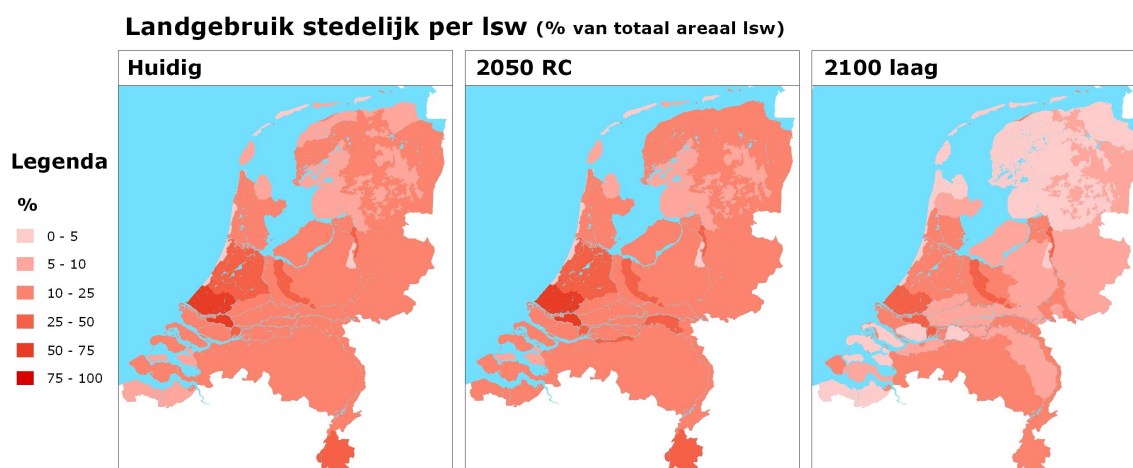 Landgebruik stedelijk per lsw (% van totaal areaal lsw)
Huidig
2050 RC
2100 laag
Legenda
%
0 - 5
5 - 10
10 - 25
25 - 50
50 - 75
75 - 100